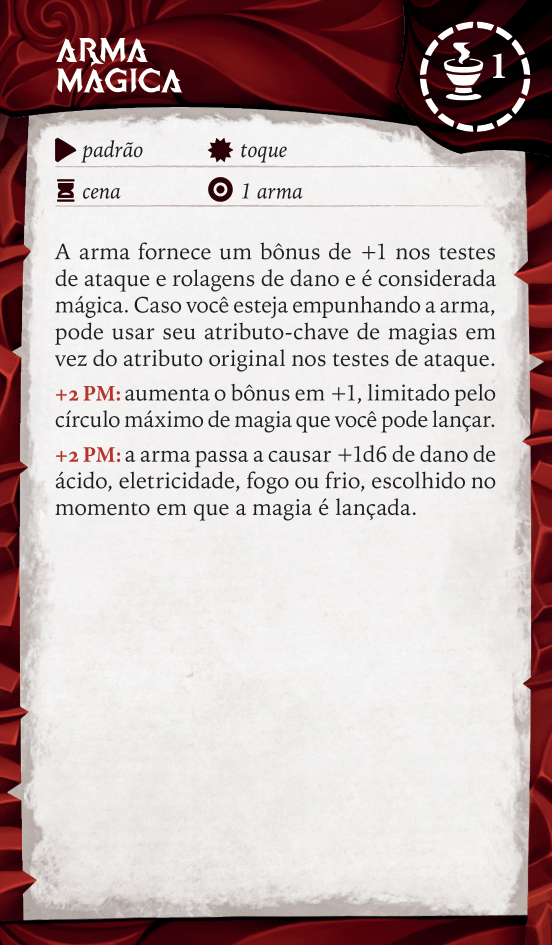 ARMA
MÁGICA
1
padrão
toque
cena
1 arma
A arma fornece um bônus de +1 nos testes
de ataque e rolagens de dano e é considerada
mágica. Caso você esteja empunhando a arma,
pode usar seu atributo-chave de magias em
vez do atributo original nos testes de ataque.
+2 PM: aumenta o bônus em +1, limitado pelo
círculo máximo de magia que você pode lançar.
+2 PM: a arma passa a causar +1d6 de dano de
ácido, eletricidade, fogo ou frio, escolhido no
momento em que a magia é lançada.